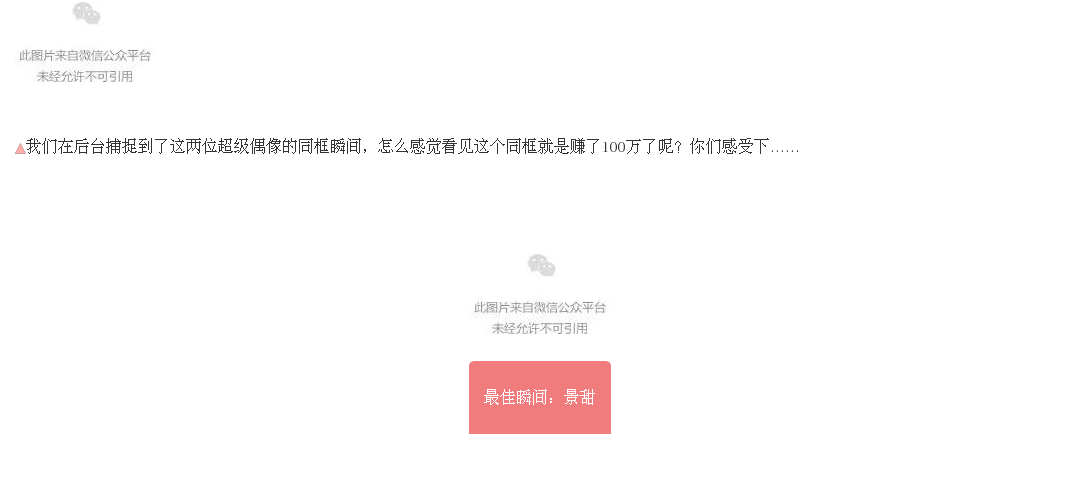 此图片来自微信公众平台
未经允许不可引用
▲我们在后台捕捉到了这两位超级偶像的同框瞬间，怎么感觉看见这个同框就是赚了100万了呢？你们感受下……
此图片来自微信公众平台
未经允许不可引用
最佳瞬间：景甜